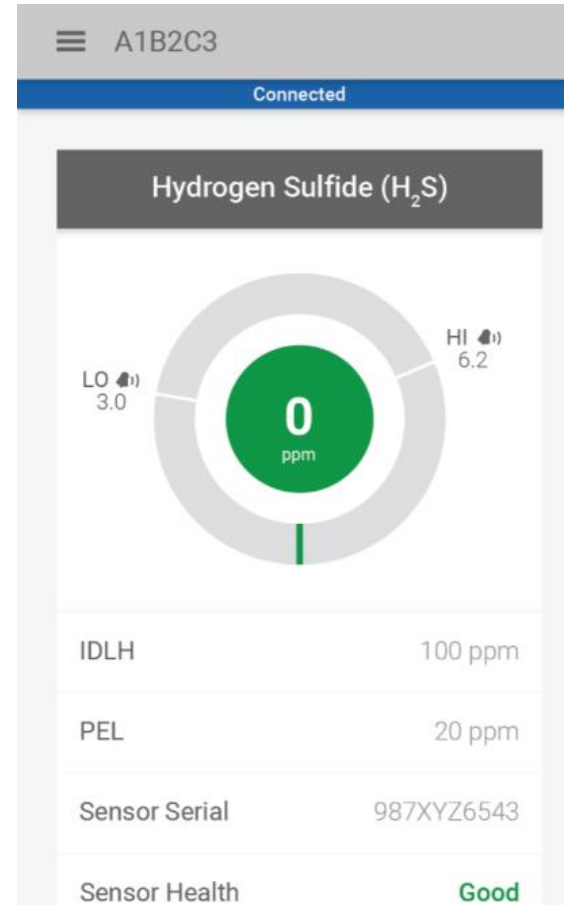 A1B2C3
Connected
Hydrogen Sulfide (H₂S)
LO
3.0
HI
6.2
0
ppm
IDLH 100 ppm
PEL 20 ppm
Sensor Serial 987XYZ6543
Sensor Health Good